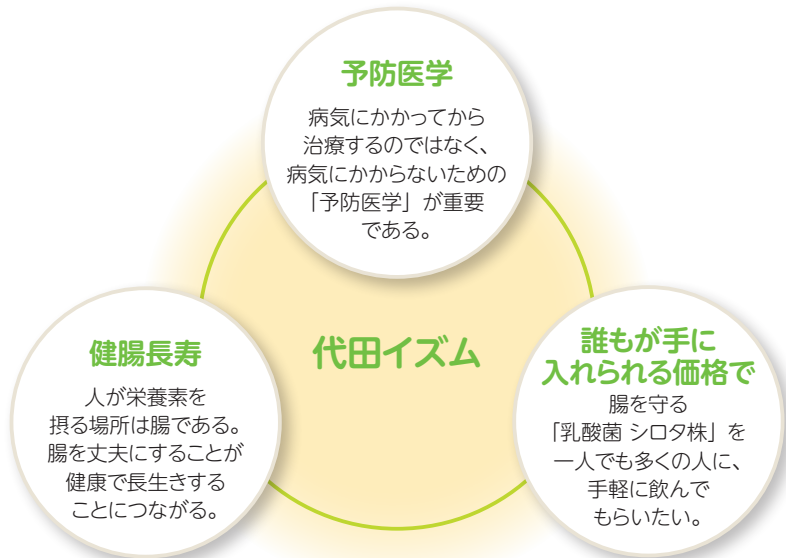 予防医学
病気にかかってから
治療するのではなく、
病気にかからないための
「予防医学」が重要
である。
代田イズム
健腸長寿
人が栄養素を
摂る場所は腸である。
腸を丈夫にすることが
健康で長生きする
ことにつながる。
誰もが手に
入れられる価格で
腸を守る
「乳酸菌 シロタ株」を
一人でも多くの人に、
手軽に飲んで
もらいたい。